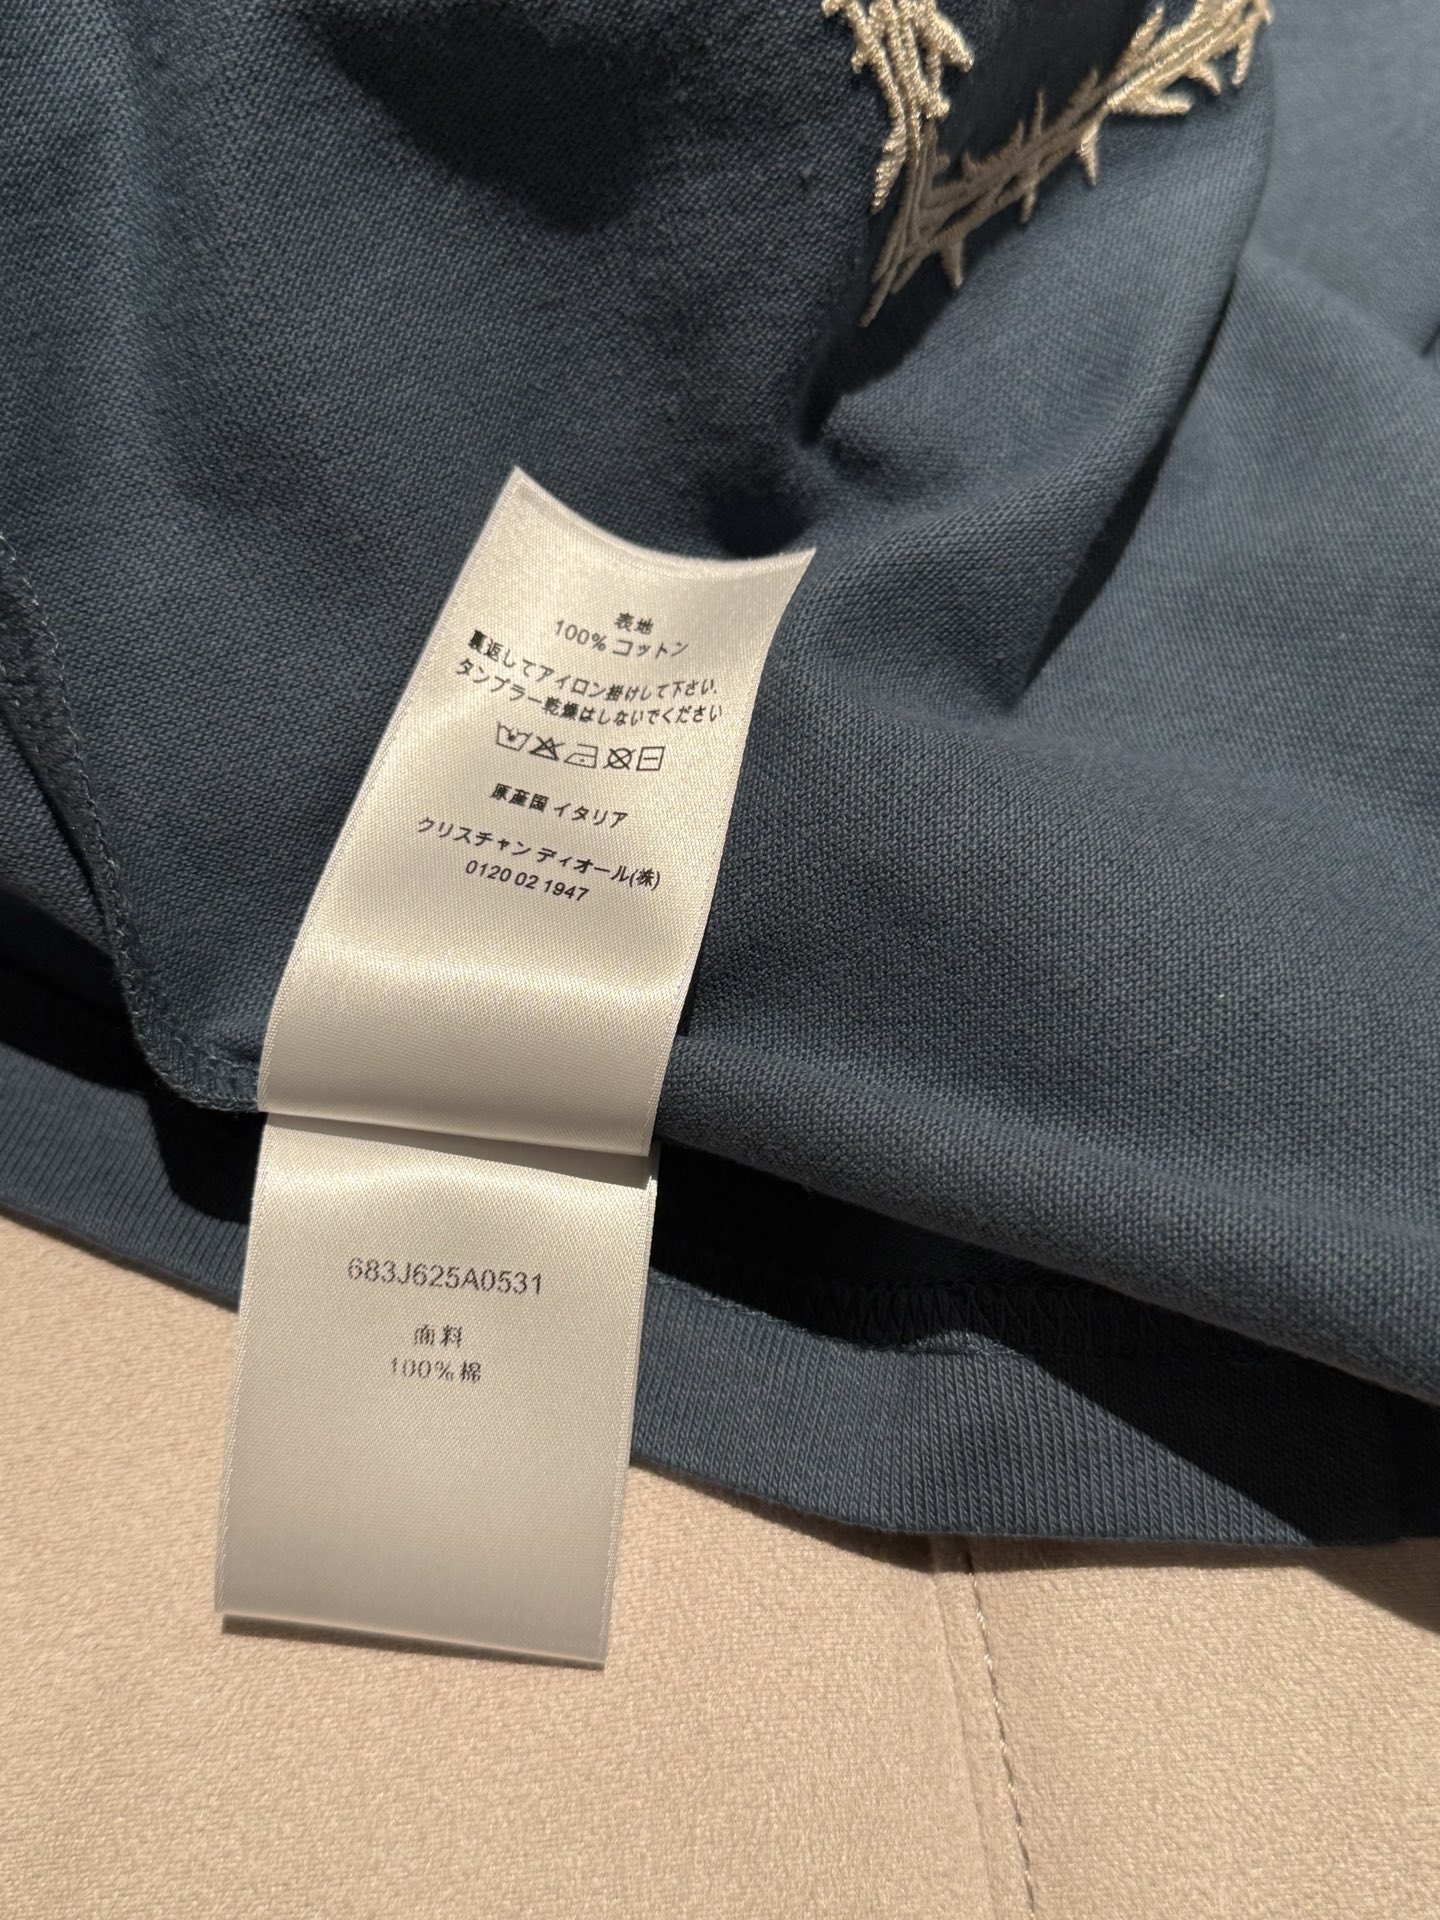 表地
100% コットン
裏返してアイロン掛けして下さい.
タンブラー乾燥はしないでください
原産国 イタリア
クリスチャン ディオール(株)
0120 02 1947
683J625A0531
面料
100%棉